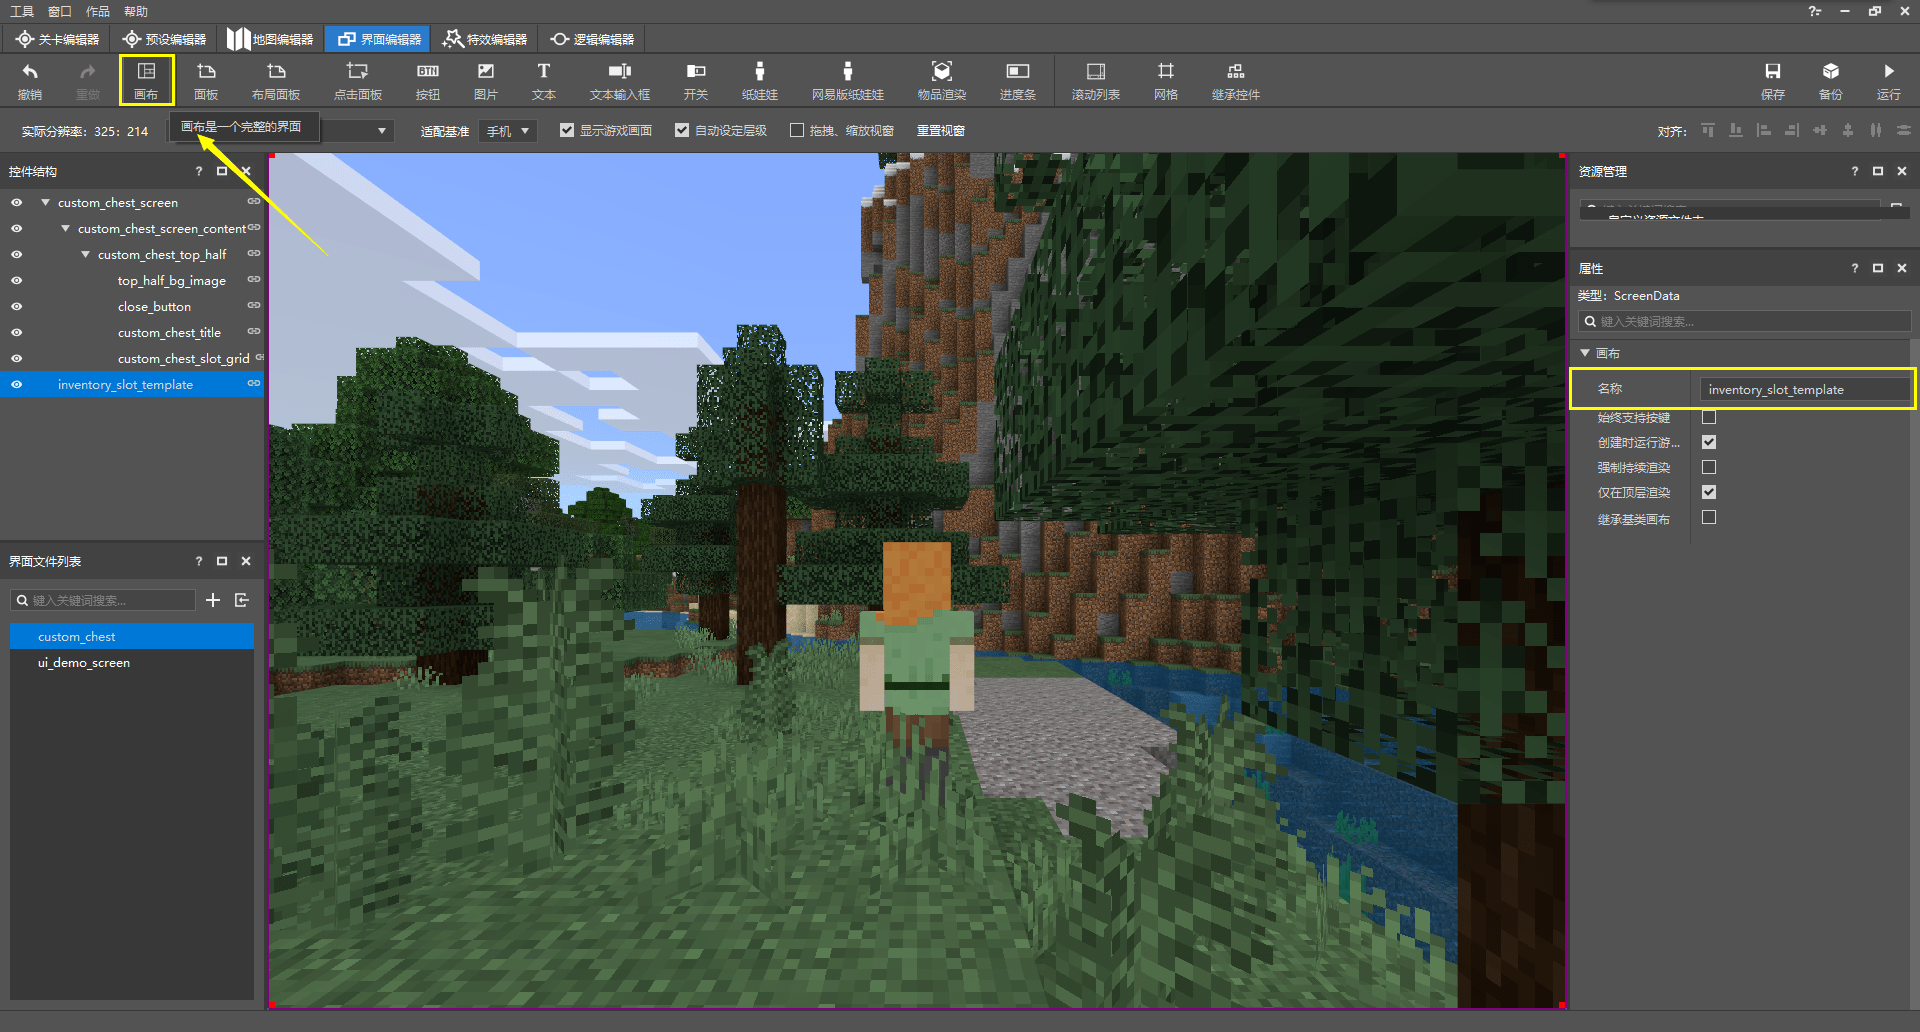 工具 窗口 作品 帮助
关卡编辑器 预设编辑器 地图编辑器 界面编辑器 特效编辑器 逻辑编辑器
撤销 重做 画布 面板 布局面板 点击面板 BTN 按钮 图片 T 文本 文本输入框 开关 纸娃娃 网易版纸娃娃 物品渲染 进度条 滚动列表 网格 继承控件 保存 备份 运行
实际分辨率: 325: 214 画布是一个完整的界面 适配基准 手机 显示游戏画面 自动设定层级 拖拽、缩放视窗 重置视窗 对齐:
控件结构
custom_chest_screen
custom_chest_screen_content
custom_chest_top_half
top_half_bg_image
close_button
custom_chest_title
custom_chest_slot_grid
inventory_slot_template
界面文件列表
键入关键词搜索...
custom_chest
ui_demo_screen
资源管理
属性
类型: ScreenData
键入关键词搜索...
画布
名称 inventory_slot_template
始终支持按键
创建时运行游...
强制持续渲染
仅在顶层渲染
继承基类画布